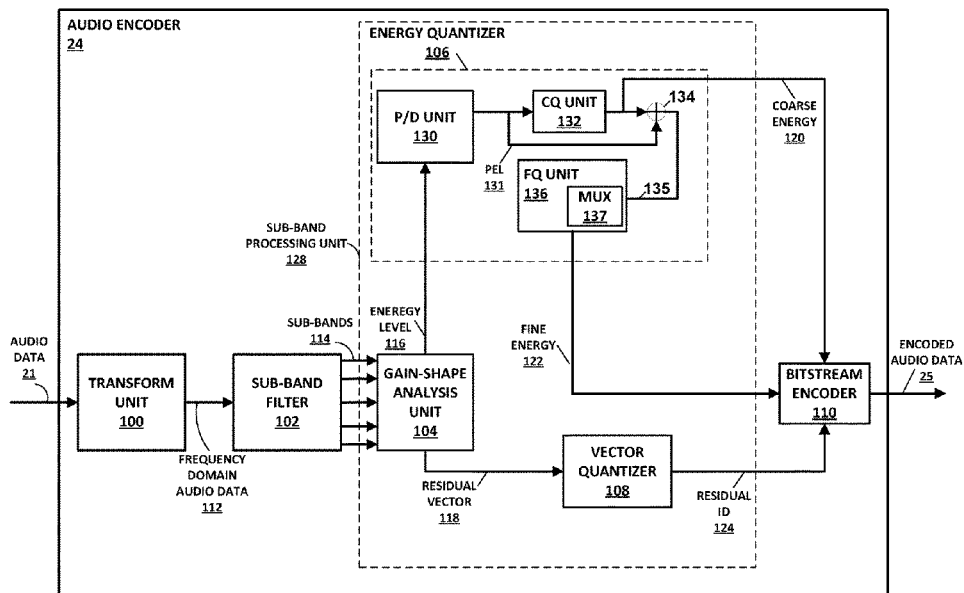 AUDIO ENCODER
24
ENERGY QUANTIZER
106
P/D UNIT
130
CQ UNIT
132
134
COARSE
ENERGY
120
PEL
131
FQ UNIT
136
MUX
137
135
SUB-BAND
PROCESSING UNIT
128
SUB-BANDS
114
ENEREGY
LEVEL
116
FINE
ENERGY
122
AUDIO
DATA
21
TRANSFORM
UNIT
100
SUB-BAND
FILTER
102
GAIN-SHAPE
ANALYSIS
UNIT
104
BITSTREAM
ENCODER
110
ENCODED
AUDIO DATA
25
FREQUENCY
DOMAIN
AUDIO DATA
112
RESIDUAL
VECTOR
118
VECTOR
QUANTIZER
108
RESIDUAL
ID
124